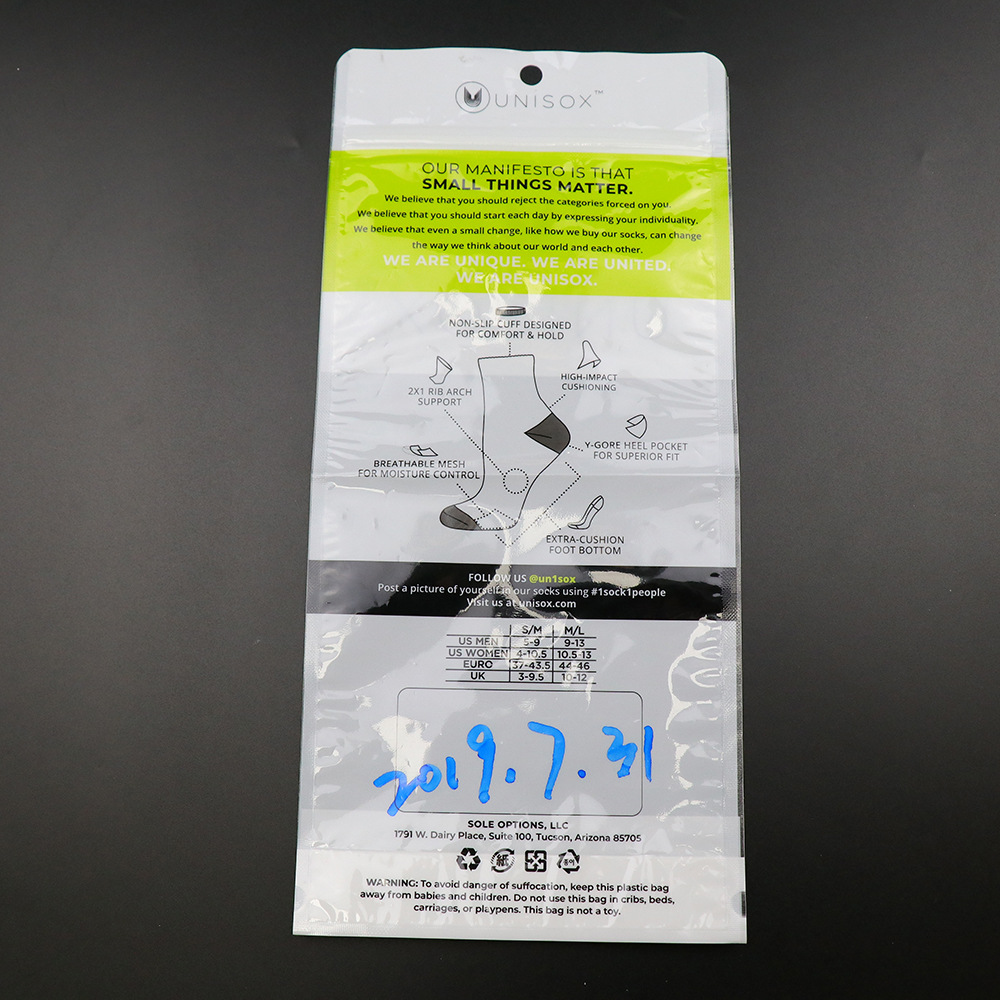 UNISOX™
OUR MANIFESTO IS THAT
SMALL THINGS MATTER.
We believe that you should reject the categories forced on you.
We believe that you should start each day by expressing your individuality.
We believe that even a small change, like how we buy our socks, can change
the way we think about our world and each other.
WE ARE UNIQUE. WE ARE UNITED.
WE ARE UNISOX.
NON-SLIP CUFF DESIGNED
FOR COMFORT & HOLD
HIGH-IMPACT
CUSHIONING
2X1 RIB ARCH
SUPPORT
Y-GORE HEEL POCKET
FOR SUPERIOR FIT
BREATHABLE MESH
FOR MOISTURE CONTROL
EXTRA-CUSHION
FOOT BOTTOM
FOLLOW US @un1sox
Post a picture of yourself in our socks using #1sock1people
Visit us at unisox.com
S/M M/L
US MEN 5-9 9-13
US WOMEN 4-10.5 10.5-13
EURO 37-43.5 44-46
UK 3-9.5 10-12
2019.7.31
SOLE OPTIONS, LLC
1791 W. Dairy Place, Suite 100, Tucson, Arizona 85705
紙
WARNING: To avoid danger of suffocation, keep this plastic bag
away from babies and children. Do not use this bag in cribs, beds,
carriages, or playpens. This bag is not a toy.